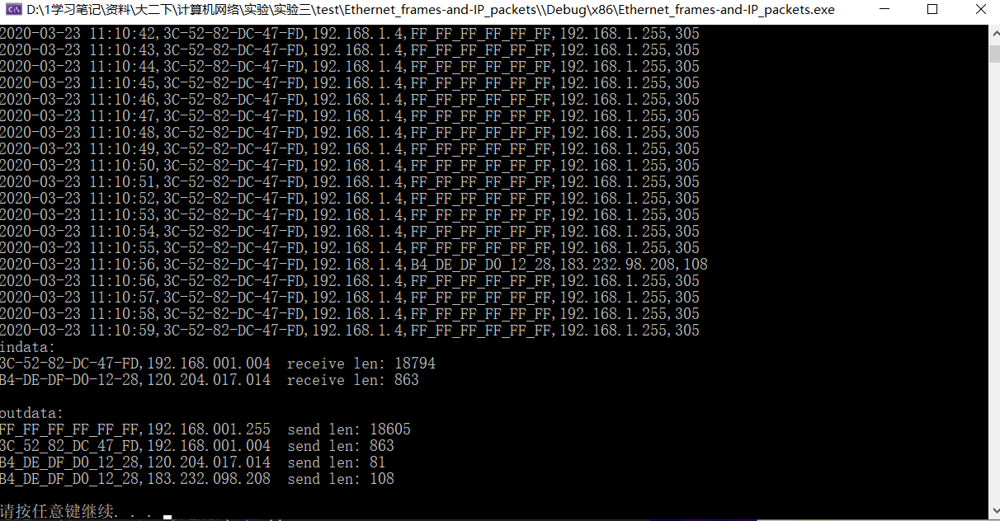 D:\1学习笔记\资料\大二下\计算机网络\实验\实验三\test\Ethernet_frames-and-IP_packets\\Debug\x86\Ethernet_frames-and-IP_packets.exe
2020-03-23 11:10:42,3C-52-82-DC-47-FD,192.168.1.4,FF_FF_FF_FF_FF_FF,192.168.1.255,305
2020-03-23 11:10:43,3C-52-82-DC-47-FD,192.168.1.4,FF_FF_FF_FF_FF_FF,192.168.1.255,305
2020-03-23 11:10:44,3C-52-82-DC-47-FD,192.168.1.4,FF_FF_FF_FF_FF_FF,192.168.1.255,305
2020-03-23 11:10:45,3C-52-82-DC-47-FD,192.168.1.4,FF_FF_FF_FF_FF_FF,192.168.1.255,305
2020-03-23 11:10:46,3C-52-82-DC-47-FD,192.168.1.4,FF_FF_FF_FF_FF_FF,192.168.1.255,305
2020-03-23 11:10:47,3C-52-82-DC-47-FD,192.168.1.4,FF_FF_FF_FF_FF_FF,192.168.1.255,305
2020-03-23 11:10:48,3C-52-82-DC-47-FD,192.168.1.4,FF_FF_FF_FF_FF_FF,192.168.1.255,305
2020-03-23 11:10:49,3C-52-82-DC-47-FD,192.168.1.4,FF_FF_FF_FF_FF_FF,192.168.1.255,305
2020-03-23 11:10:50,3C-52-82-DC-47-FD,192.168.1.4,FF_FF_FF_FF_FF_FF,192.168.1.255,305
2020-03-23 11:10:51,3C-52-82-DC-47-FD,192.168.1.4,FF_FF_FF_FF_FF_FF,192.168.1.255,305
2020-03-23 11:10:52,3C-52-82-DC-47-FD,192.168.1.4,FF_FF_FF_FF_FF_FF,192.168.1.255,305
2020-03-23 11:10:53,3C-52-82-DC-47-FD,192.168.1.4,FF_FF_FF_FF_FF_FF,192.168.1.255,305
2020-03-23 11:10:54,3C-52-82-DC-47-FD,192.168.1.4,FF_FF_FF_FF_FF_FF,192.168.1.255,305
2020-03-23 11:10:55,3C-52-82-DC-47-FD,192.168.1.4,FF_FF_FF_FF_FF_FF,192.168.1.255,305
2020-03-23 11:10:56,3C-52-82-DC-47-FD,192.168.1.4,B4_DE_DF_D0_12_28,183.232.98.208,108
2020-03-23 11:10:56,3C-52-82-DC-47-FD,192.168.1.4,FF_FF_FF_FF_FF_FF,192.168.1.255,305
2020-03-23 11:10:57,3C-52-82-DC-47-FD,192.168.1.4,FF_FF_FF_FF_FF_FF,192.168.1.255,305
2020-03-23 11:10:58,3C-52-82-DC-47-FD,192.168.1.4,FF_FF_FF_FF_FF_FF,192.168.1.255,305
2020-03-23 11:10:59,3C-52-82-DC-47-FD,192.168.1.4,FF_FF_FF_FF_FF_FF,192.168.1.255,305
indata:
3C-52-82-DC-47-FD,192.168.001.004  receive len: 18794
B4-DE-DF-D0-12-28,120.204.017.014  receive len: 863
outdata:
FF_FF_FF_FF_FF_FF,192.168.001.255  send len: 18605
3C_52_82_DC_47_FD,192.168.001.004  send len: 863
B4_DE_DF_D0_12_28,120.204.017.014  send len: 81
B4_DE_DF_D0_12_28,183.232.098.208  send len: 108
请按任意键继续. . .